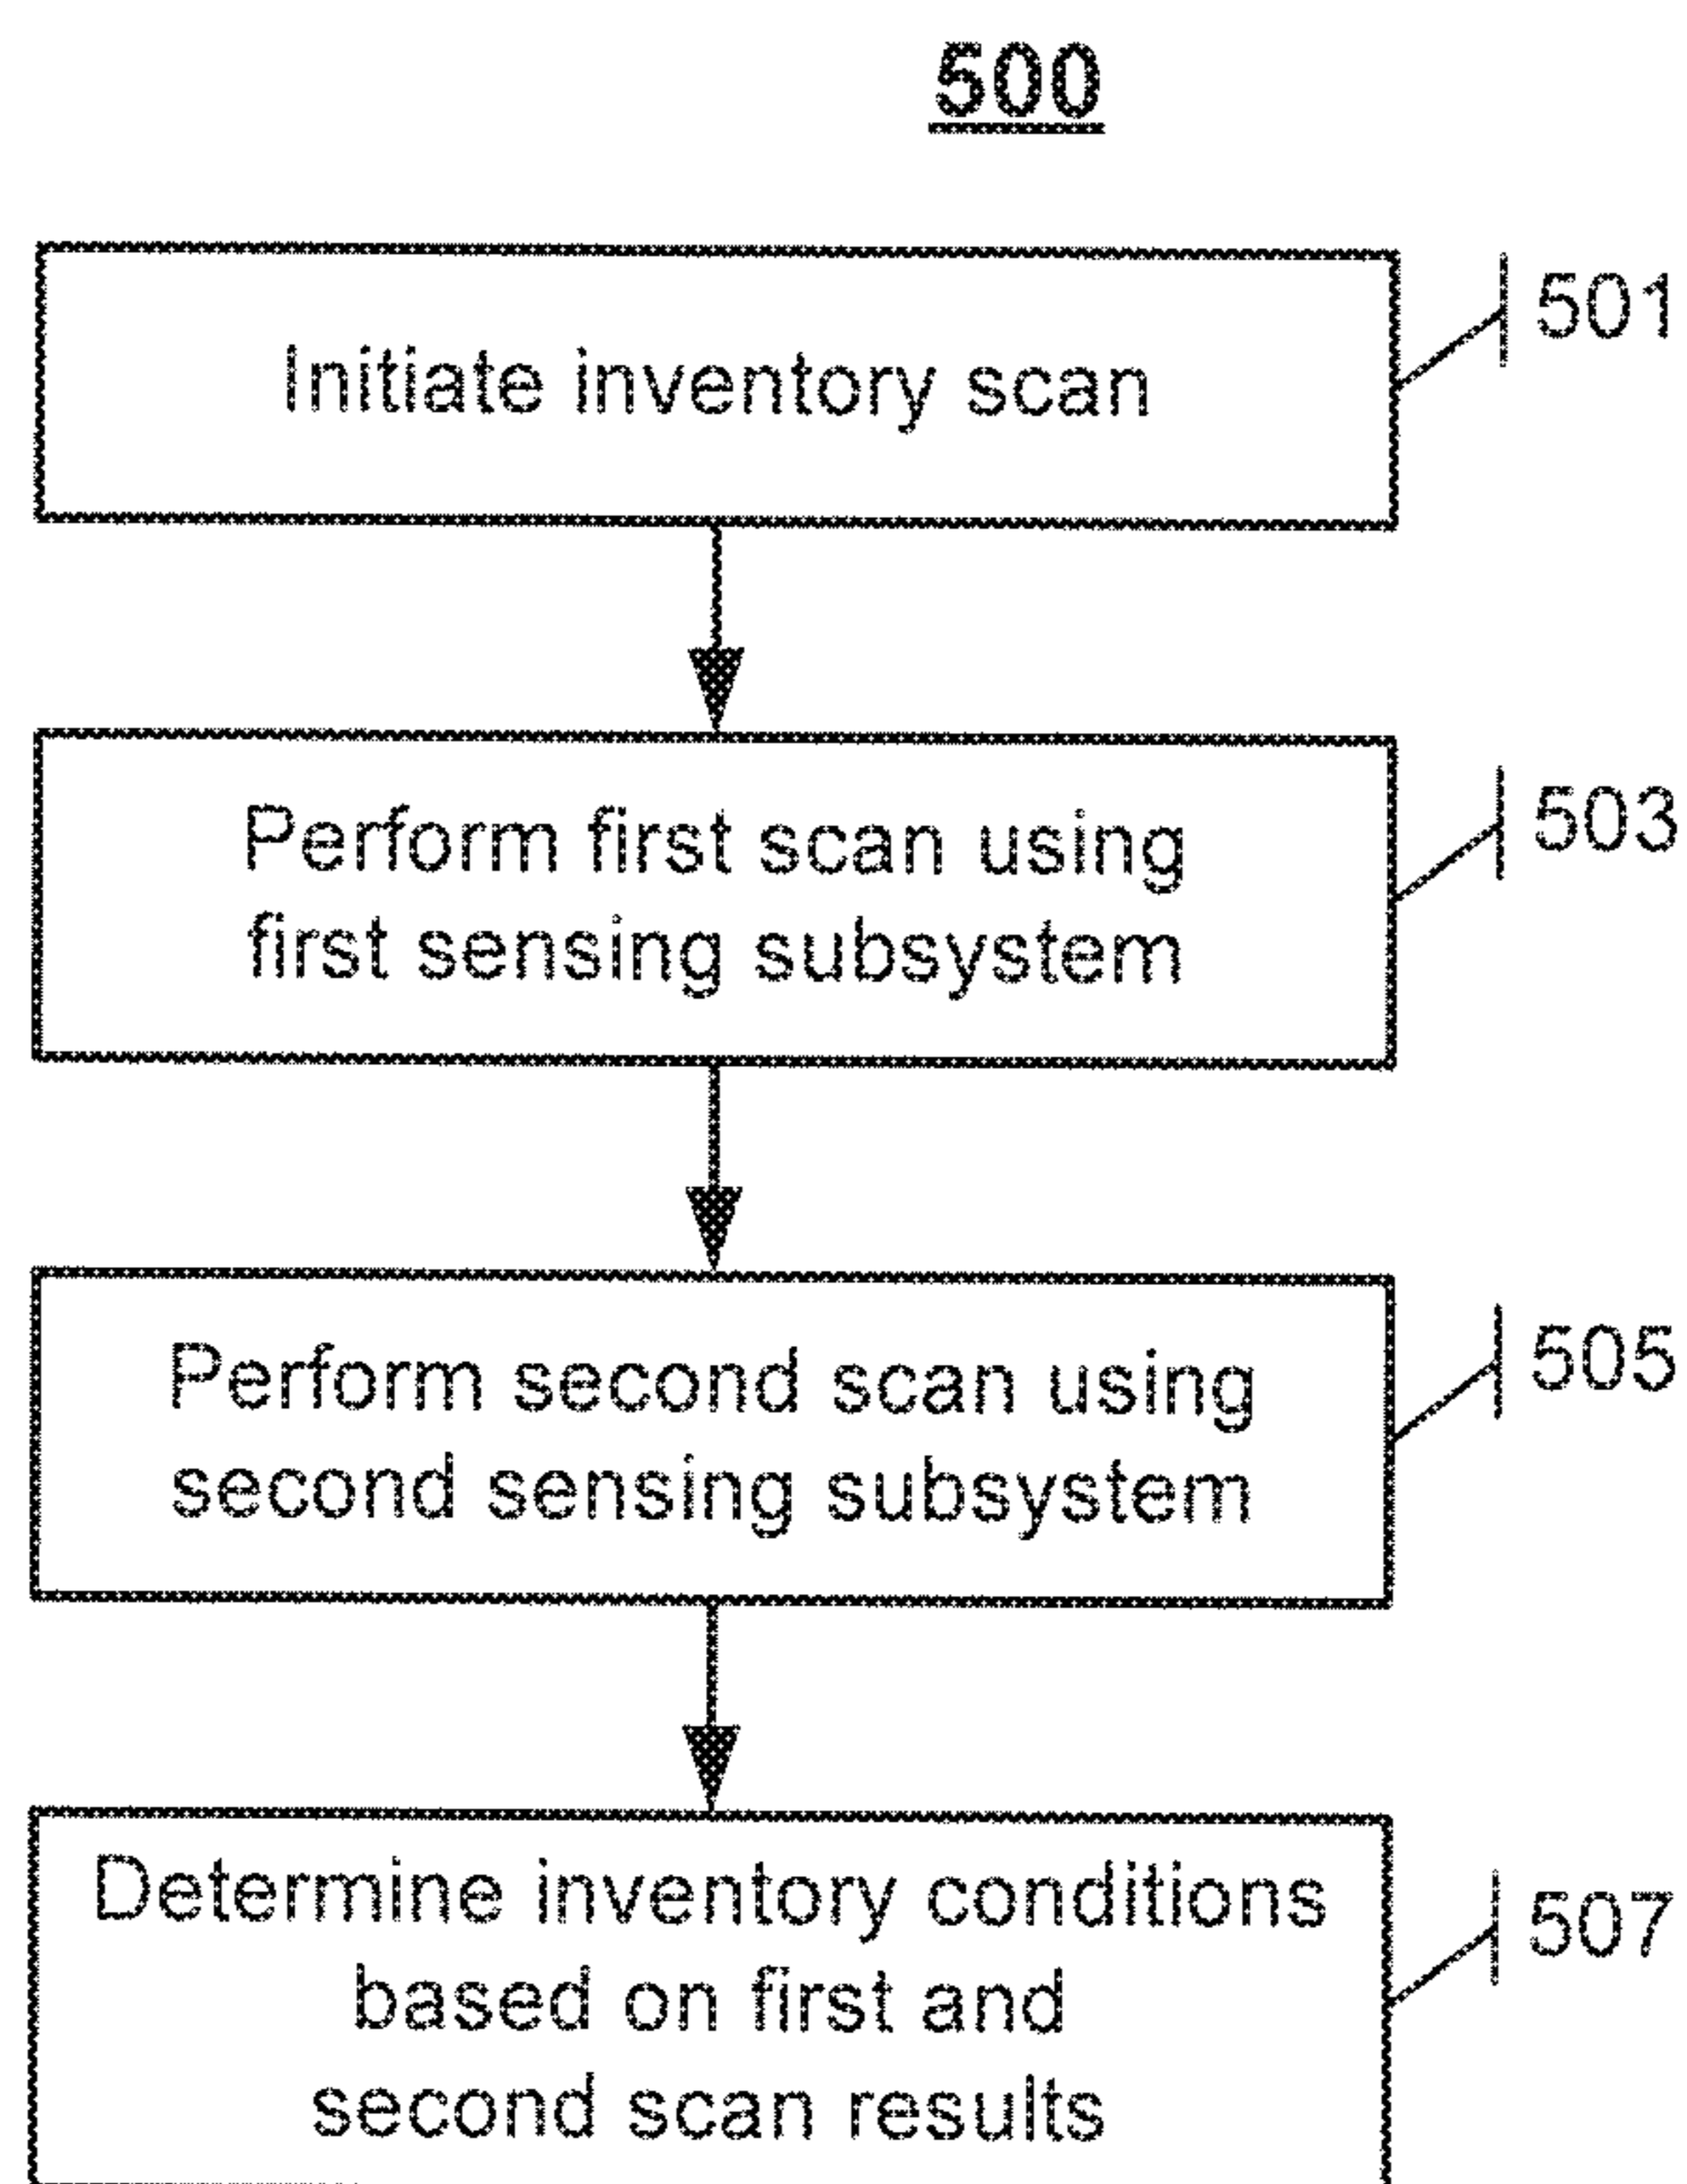 500
Initiate inventory scan
501
Perform first scan using
first sensing subsystem
503
Perform second scan using
second sensing subsystem
505
Determine inventory conditions
based on first and
second scan results
507